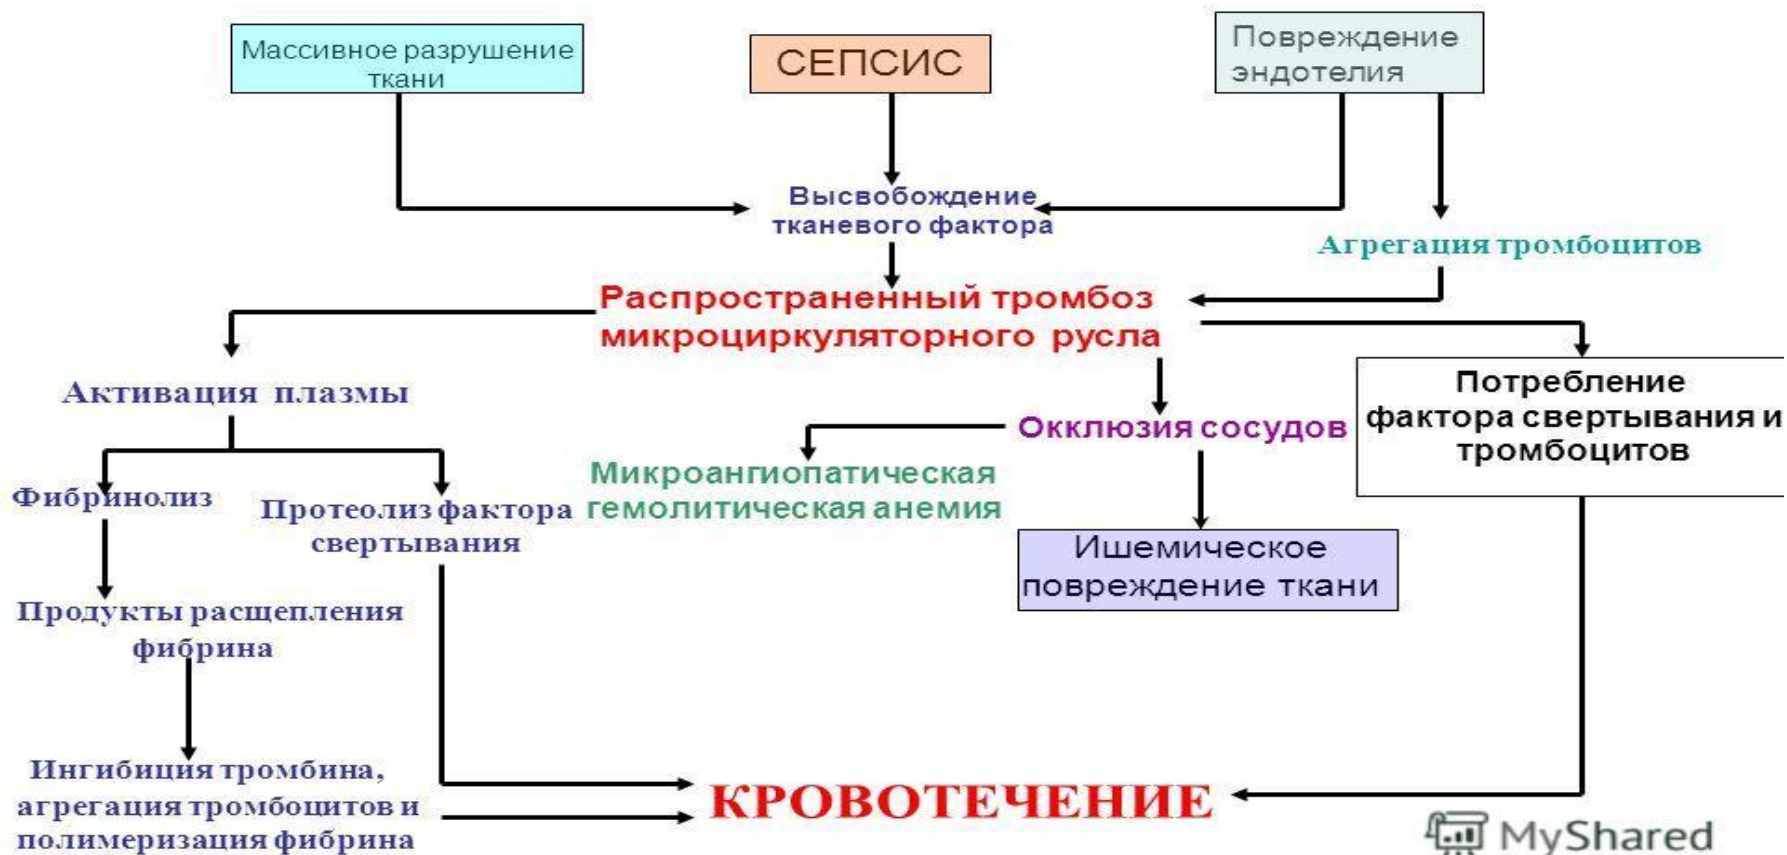 Массивное разрушение
ткани
СЕПСИС
Повреждение
эндотелия
Высвобождение
тканевого фактора
Агрегация тромбоцитов
Распространенный тромбоз
микроциркуляторного русла
Активация плазмы
Потребление
фактора свертывания и
тромбоцитов
Окклюзия сосудов
Микроангиопатическая
гемолитическая анемия
Фибринолиз
Протеолиз фактора
свертывания
Ишемическое
повреждение ткани
Продукты расщепления
фибрина
Ингибиция тромбина,
агрегация тромбоцитов и
полимеризация фибрина
КРОВОТЕЧЕНИЕ
MyShared